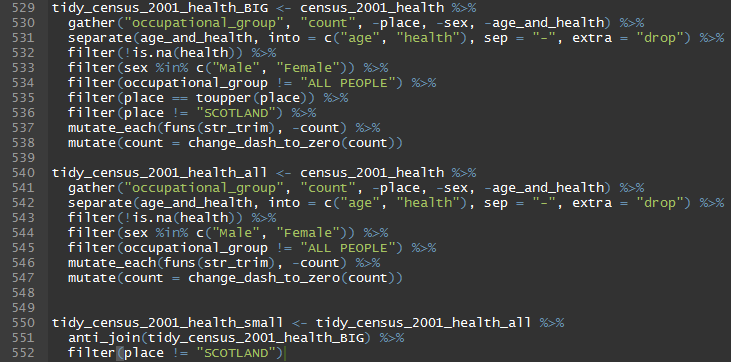 529 tidy_census_2001_health_BIG <- census_2001_health %>%
530   gather("occupational_group", "count", -place, -sex, -age_and_health) %>%
531   separate(age_and_health, into = c("age", "health"), sep = "-", extra = "drop") %>%
532   filter(!is.na(health)) %>%
533   filter(sex %in% c("Male", "Female")) %>%
534   filter(occupational_group != "ALL PEOPLE") %>%
535   filter(place == toupper(place)) %>%
536   filter(place != "SCOTLAND") %>%
537   mutate_each(funs(str_trim), -count) %>%
538   mutate(count = change_dash_to_zero(count))
539
540 tidy_census_2001_health_all <- census_2001_health %>%
541   gather("occupational_group", "count", -place, -sex, -age_and_health) %>%
542   separate(age_and_health, into = c("age", "health"), sep = "-", extra = "drop") %>%
543   filter(!is.na(health)) %>%
544   filter(sex %in% c("Male", "Female")) %>%
545   filter(occupational_group != "ALL PEOPLE") %>%
546   mutate_each(funs(str_trim), -count) %>%
547   mutate(count = change_dash_to_zero(count))
548
549
550 tidy_census_2001_health_small <- tidy_census_2001_health_all %>%
551   anti_join(tidy_census_2001_health_BIG) %>%
552   filter(place != "SCOTLAND")